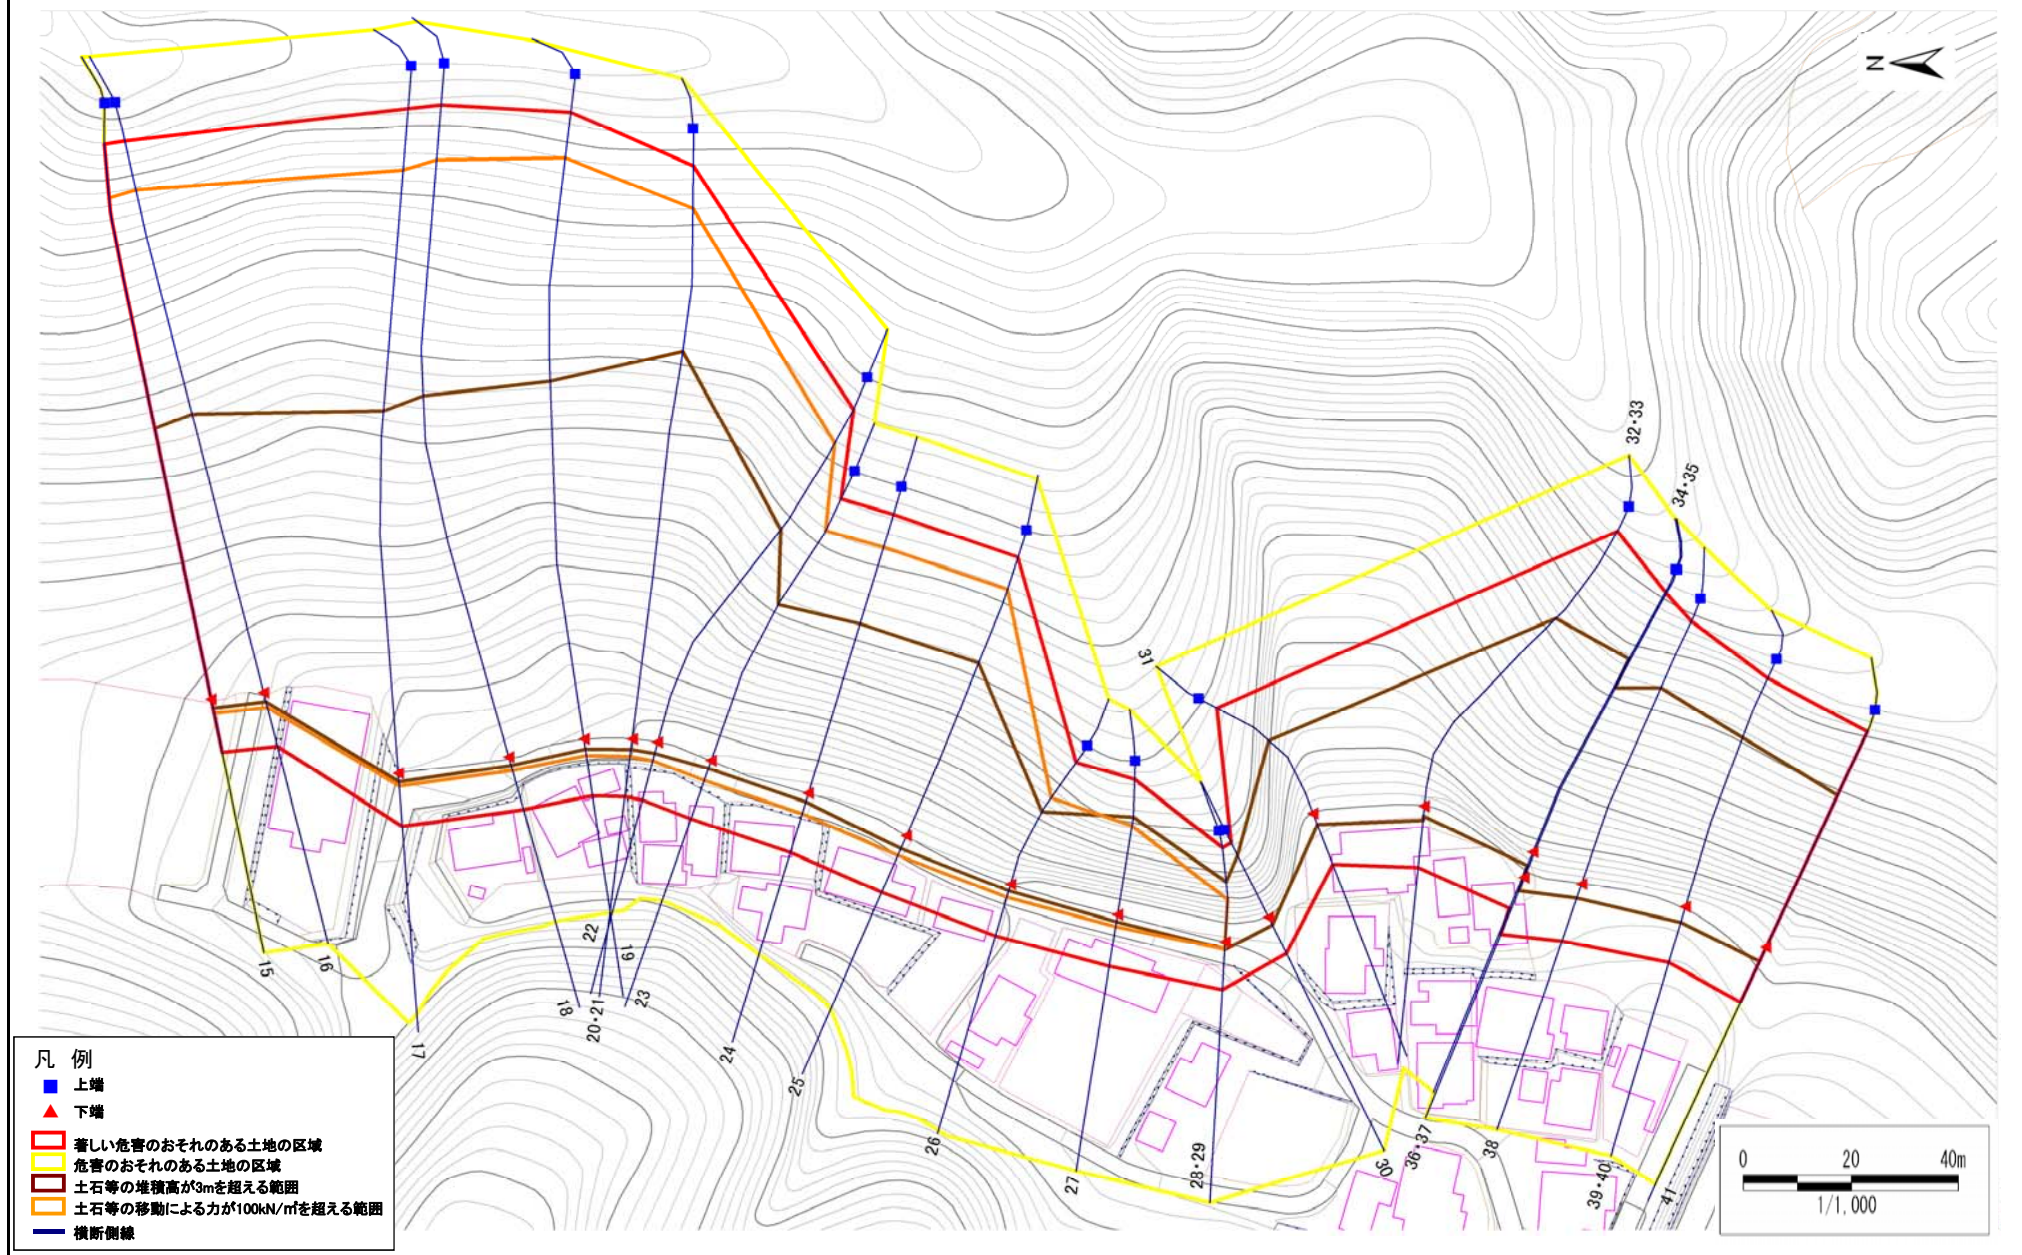 N
32・33
34・35
31
22
19
15
16
18
20・21
23
17
24
25
26
27
28・29
30
36・37
38
39・40
41
凡 例
上端
下端
著しい危害のおそれのある土地の区域
危害のおそれのある土地の区域
土石等の堆積高が3mを超える範囲
土石等の移動による力が100kN/㎡を超える範囲
横断側線
0 20 40m
1/1,000